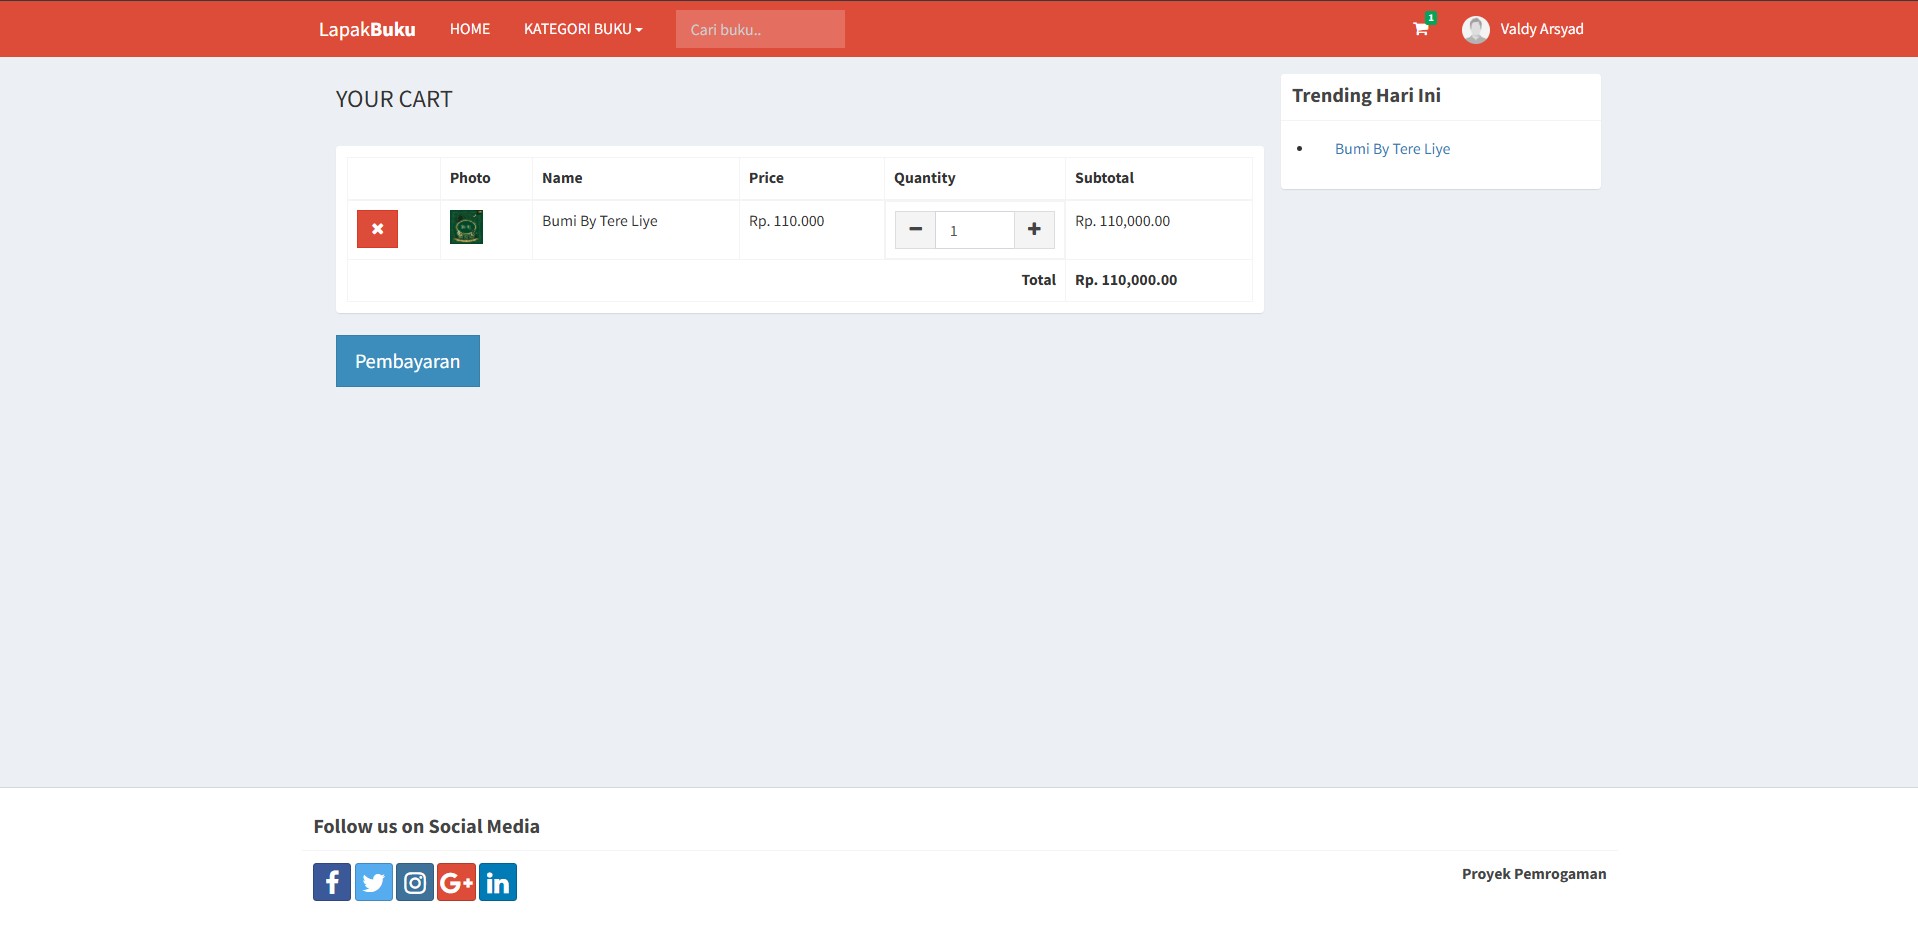 LapakBuku HOME KATEGORI BUKU Cari buku.. 1 Valdy Arsyad
YOUR CART
Photo Name Price Quantity Subtotal
Bumi By Tere Liye Rp. 110.000 1 Rp. 110,000.00
Total Rp. 110,000.00
Pembayaran
Trending Hari Ini
Bumi By Tere Liye
Follow us on Social Media
Proyek Pemrogaman